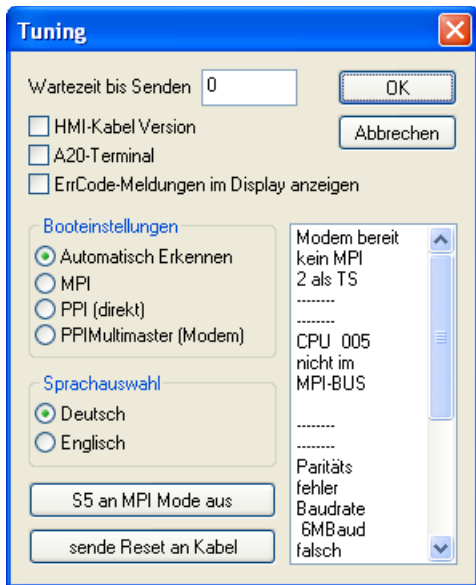 Tuning
Wartezeit bis Senden 0
OK
HMI-Kabel Version
Abbrechen
A20-Terminal
ErrCode-Meldungen im Display anzeigen
Booteinstellungen
Automatisch Erkennen
MPI
PPI (direkt)
PPIMultimaster (Modem)
Sprachauswahl
Deutsch
Englisch
S5 an MPI Mode aus
sende Reset an Kabel
Modem bereit
kein MPI
2 als TS
--------
--------
CPU  005
nicht im
MPI-BUS
--------
--------
Paritäts
fehler
Baudrate
6MBaud
falsch